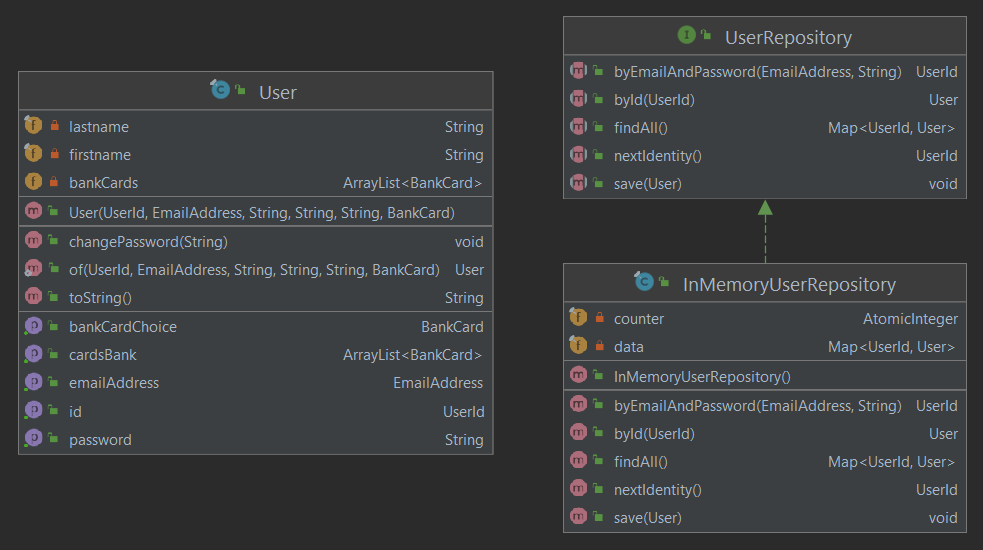 User
lastname String
firstname String
bankCards ArrayList<BankCard>
User(UserId, EmailAddress, String, String, String, BankCard)
changePassword(String) void
of(UserId, EmailAddress, String, String, String, BankCard) User
toString() String
bankCardChoice BankCard
cardsBank ArrayList<BankCard>
emailAddress EmailAddress
id UserId
password String
UserRepository
byEmailAndPassword(EmailAddress, String) UserId
byId(UserId) User
findAll() Map<UserId, User>
nextIdentity() UserId
save(User) void
InMemoryUserRepository
counter AtomicInteger
data Map<UserId, User>
InMemoryUserRepository()
byEmailAndPassword(EmailAddress, String) UserId
byId(UserId) User
findAll() Map<UserId, User>
nextIdentity() UserId
save(User) void